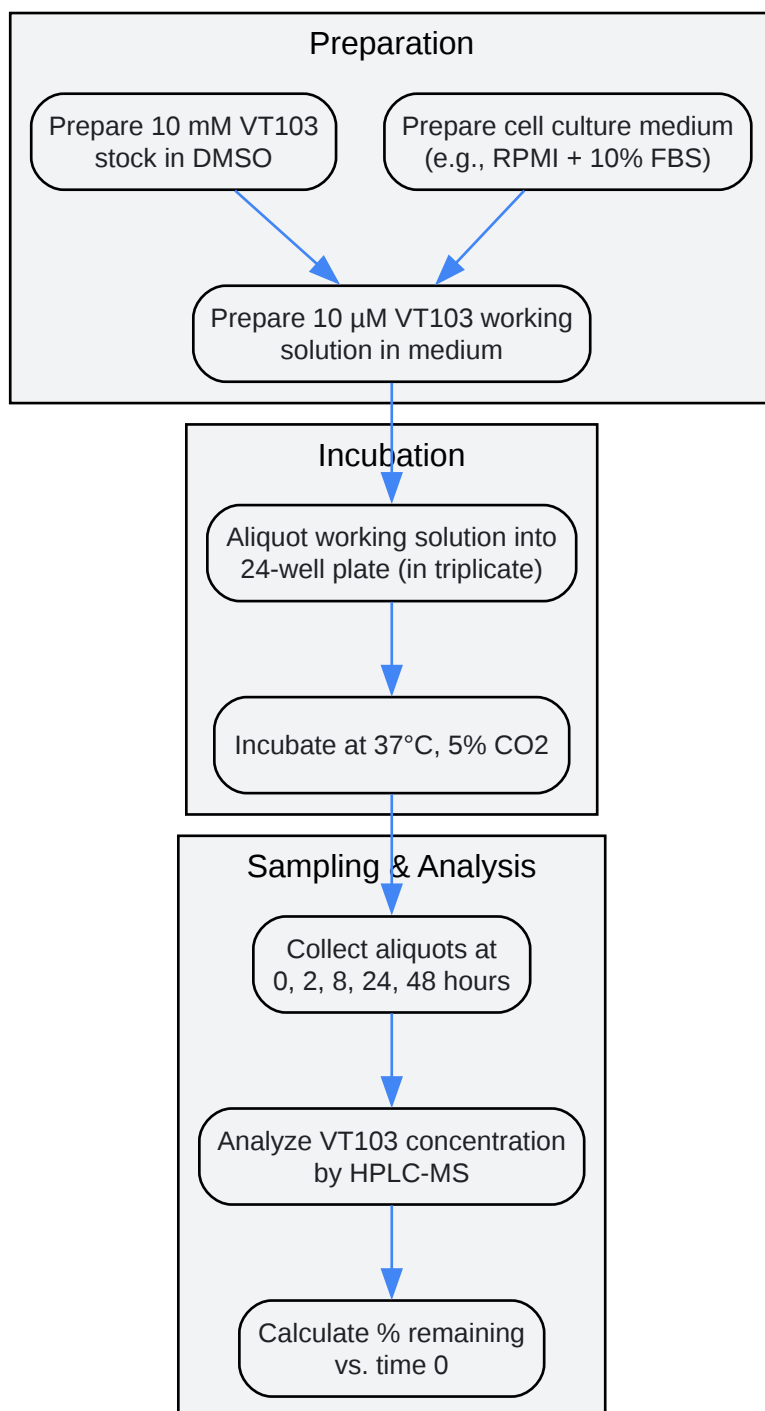 Preparation
Prepare 10 mM VT103
stock in DMSO
Prepare cell culture medium
(e.g., RPMI + 10% FBS)
Prepare 10 µM VT103 working
solution in medium
Incubation
Aliquot working solution into
24-well plate (in triplicate)
Incubate at 37°C, 5% CO2
Sampling & Analysis
Collect aliquots at
0, 2, 8, 24, 48 hours
Analyze VT103 concentration
by HPLC-MS
Calculate % remaining
vs. time 0